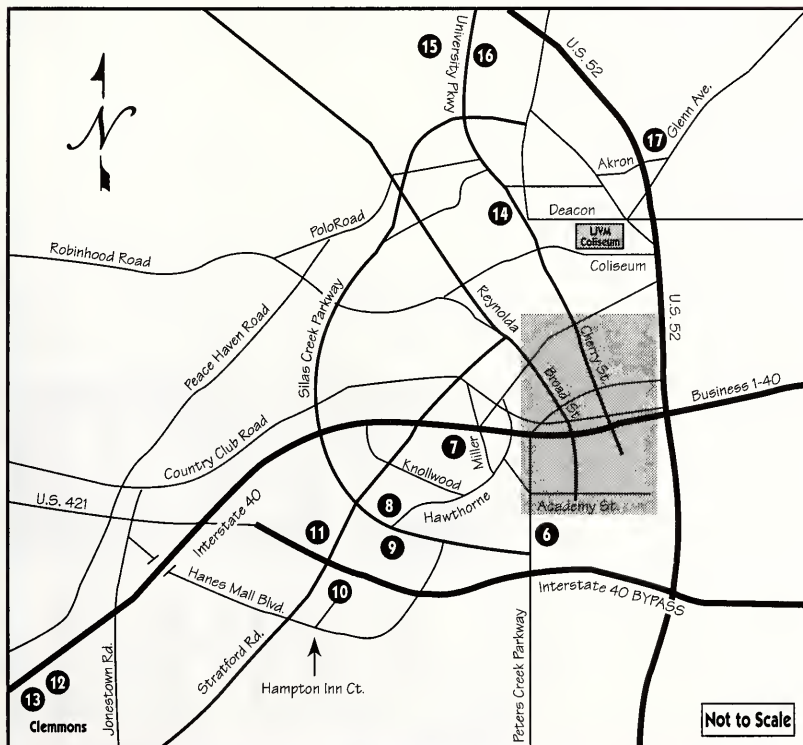 15
16
University Pkwy
U.S. 52
17
Glenn Ave.
Akron
N
14
Deacon
LJVM
Coliseum
Coliseum
PoloRoad
Robinhood Road
Reynolda
Silas Creek Parkway
Peace Haven Road
U.S. 52
Cherry St.
Broad St.
Business 1-40
Country Club Road
7
Miller
Knollwood
U.S. 421
Interstate 40
8
Hawthorne
Academy St.
11
9
6
Hanes Mall Blvd.
10
Interstate 40 BYPASS
Stratford Rd.
Hampton Inn Ct.
Jonestown Rd.
Peters Creek Parkway
13
12
Clemmons
Not to Scale